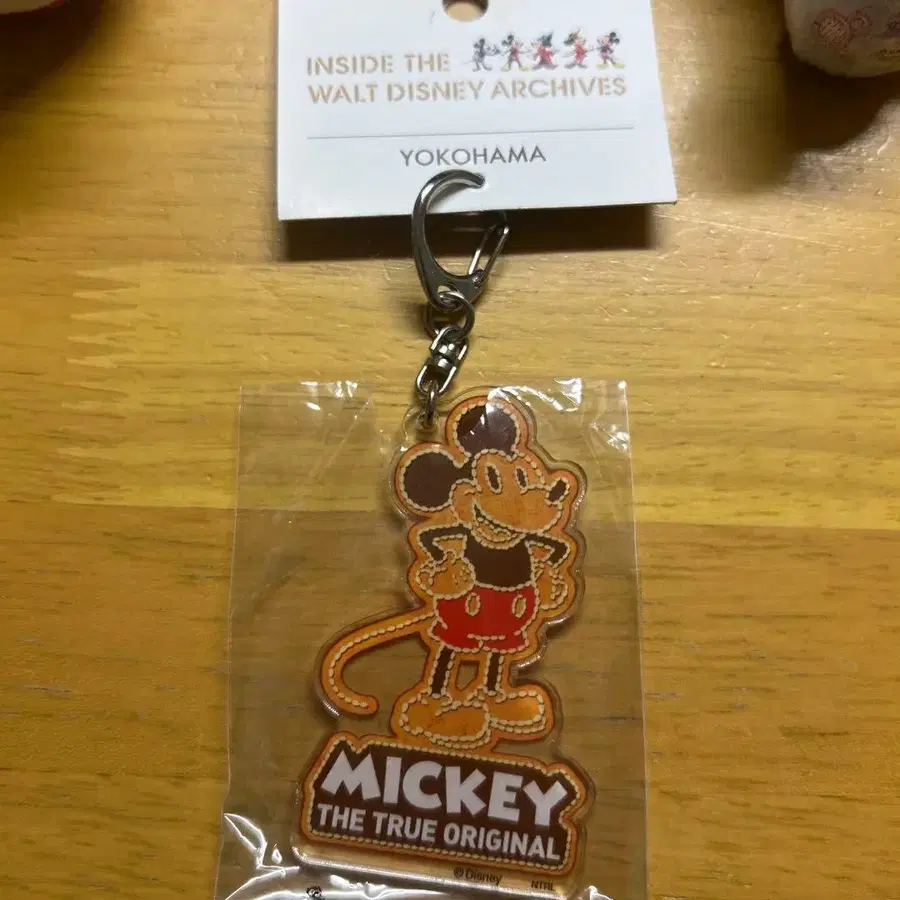 INSIDE THE
WALT DISNEY ARCHIVES
YOKOHAMA
MICKEY
THE TRUE ORIGINAL
©Disney